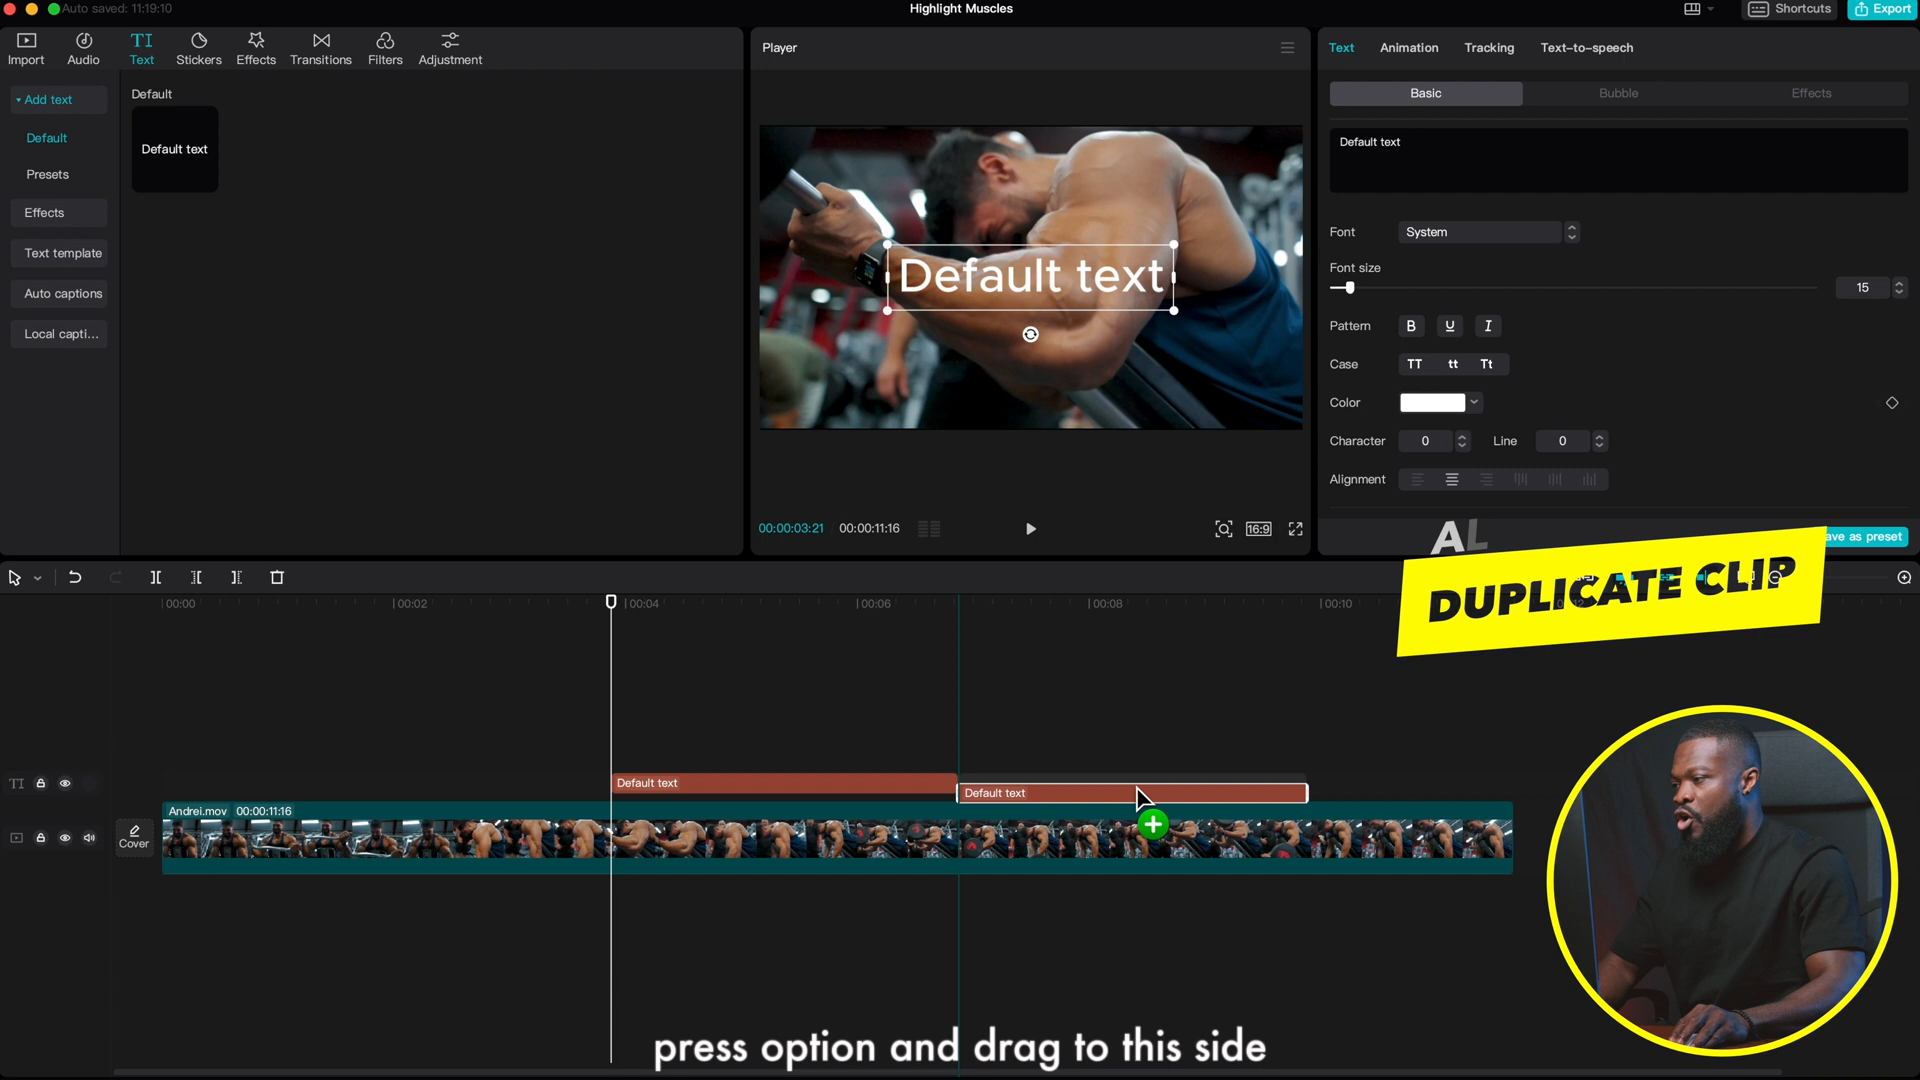 Auto saved: 11:19:10
Highlight Muscles
Shortcuts
Export
Import
Audio
TI
Text
Stickers
Effects
Transitions
Filters
Adjustment
Add text
Default
Presets
Effects
Text template
Auto captions
Local capti...
Default
Default text
Player
Default text
00:00:03:21
00:00:11:16
16:9
Text
Animation
Tracking
Text-to-speech
Basic
Bubble
Effects
Default text
Font
System
Font size
15
Pattern
B
U
I
Case
TT
tt
Tt
Color
Character
0
Line
0
Alignment
ave as preset
AL
DUPLICATE CLIP
00:00
00:02
00:04
00:06
00:08
00:10
TI
Default text
Default text
Andrei.mov 00:00:11:16
Cover
press option and drag to this side